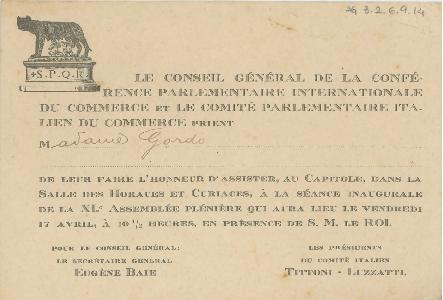 AG 3.2.6.9.14
+S.P.Q.R
LE CONSEIL GÉNÉRAL DE LA CONFÉ-
RENCE PARLEMENTAIRE INTERNATIONALE
DU COMMERCE ET LE COMITÉ PARLEMENTAIRE ITA-
LIEN DU COMMERCE PRIENT
Madame Gordo
DE LEUR FAIRE L'HONNEUR D'ASSISTER, AU CAPITOLE, DANS LA
SALLE DES HORACES ET CURIACES, À LA SÉANCE INAUGURALE
DE LA XIe ASSEMBLÉE PLÉNIÈRE QUI AURA LIEU LE VENDREDI
17 AVRIL, À 10 1/2 HEURES, EN PRÉSENCE DE S. M. LE ROI.
POUR LE CONSEIL GÉNÉRAL:
LE SECRÉTAIRE GÉNÉRAL
EUGÈNE BAIE
LES PRÉSIDENTS
DU COMITÉ ITALIEN
TITTONI - LUZZATTI.